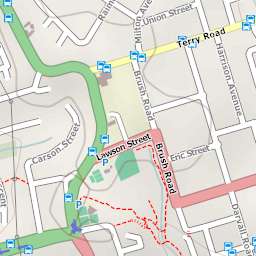 Union Street
Milton Ave
Terry Road
Harrison Avenue
Brush Road
Carson Street
Lawson Street
Brush Road
Eric Street
Darvall Road
P
P